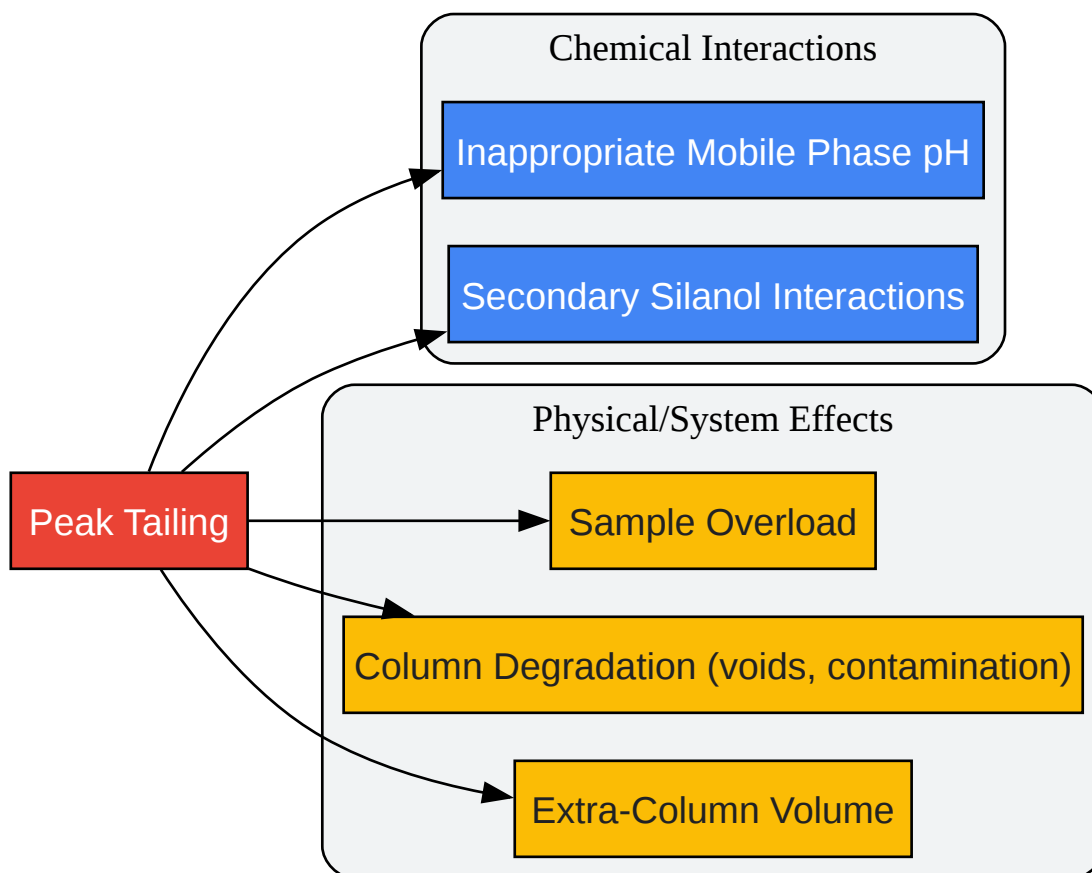 Chemical Interactions
Inappropriate Mobile Phase pH
Secondary Silanol Interactions
Physical/System Effects
Peak Tailing
Sample Overload
Column Degradation (voids, contamination)
Extra-Column Volume